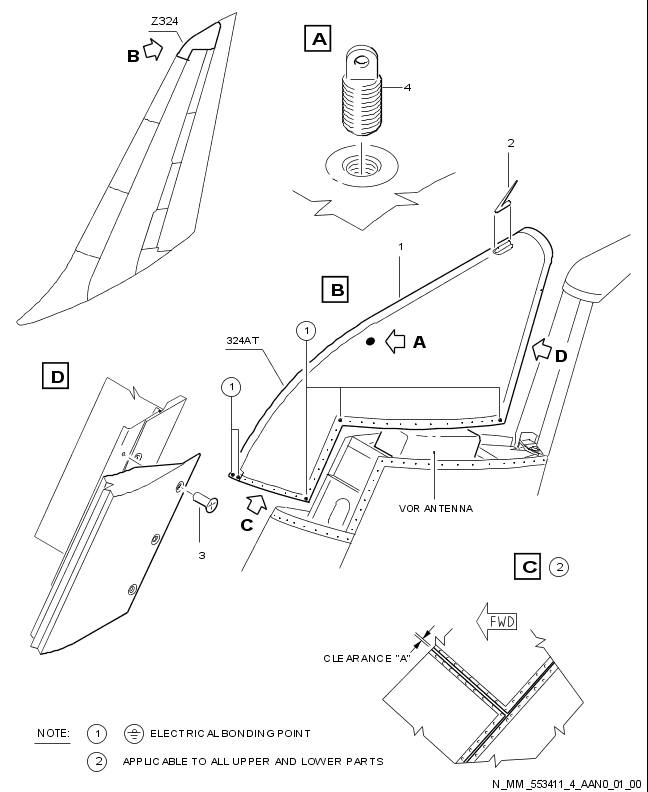 Z324
B
A
4
2
1
B
1
324AT
A
D
D
1
C
VOR ANTENNA
3
C 2
FWD
CLEARANCE "A"
NOTE: 1 ELECTRICAL BONDING POINT
2 APPLICABLE TO ALL UPPER AND LOWER PARTS
N_MM_553411_4_AAN0_01_00